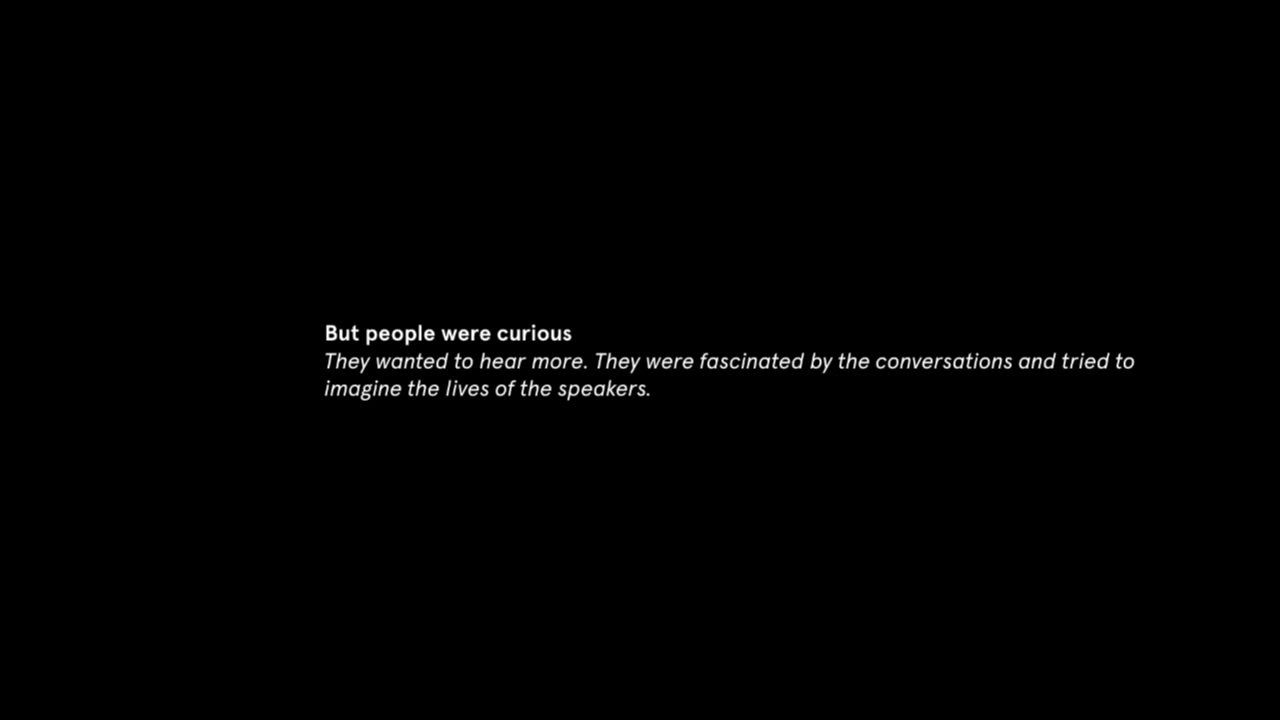 But people were curious
They wanted to hear more. They were fascinated by the conversations and tried to
imagine the lives of the speakers.